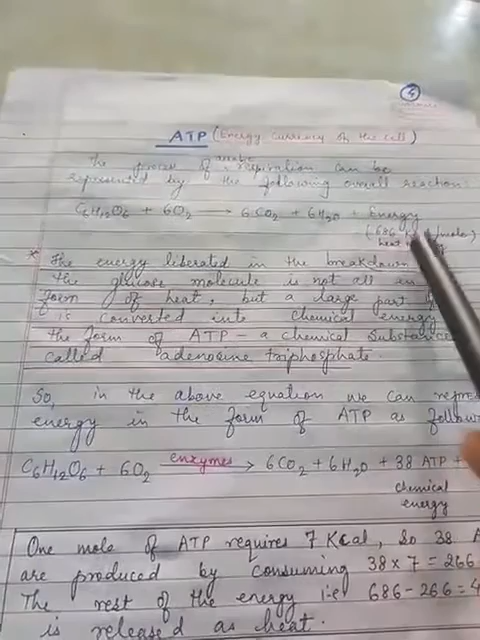 4
ATP (Energy Currency of the cell)
The process of aerobic respiration can be
represented by the following overall reaction:
C6H12O6 + 6O2 → 6CO2 + 6H2O + Energy
(686 /mole)
heat
* The energy liberated in the breakdown
the glucose molecule is not all in
form of heat, but a large part
is converted into chemical energy
the form of ATP – a chemical substance
called adenosine triphosphate.
So, in the above equation we can
energy in the form of ATP as
C6H12O6 + 6O2 enzymes → 6CO2 + 6H2O + 38 ATP +
chemical
energy
One mole of ATP requires 7 Kcal, So 38
are produced by consuming 38 x 7 = 266
The rest of the energy i.e 686 - 266 = 4
is released as heat.